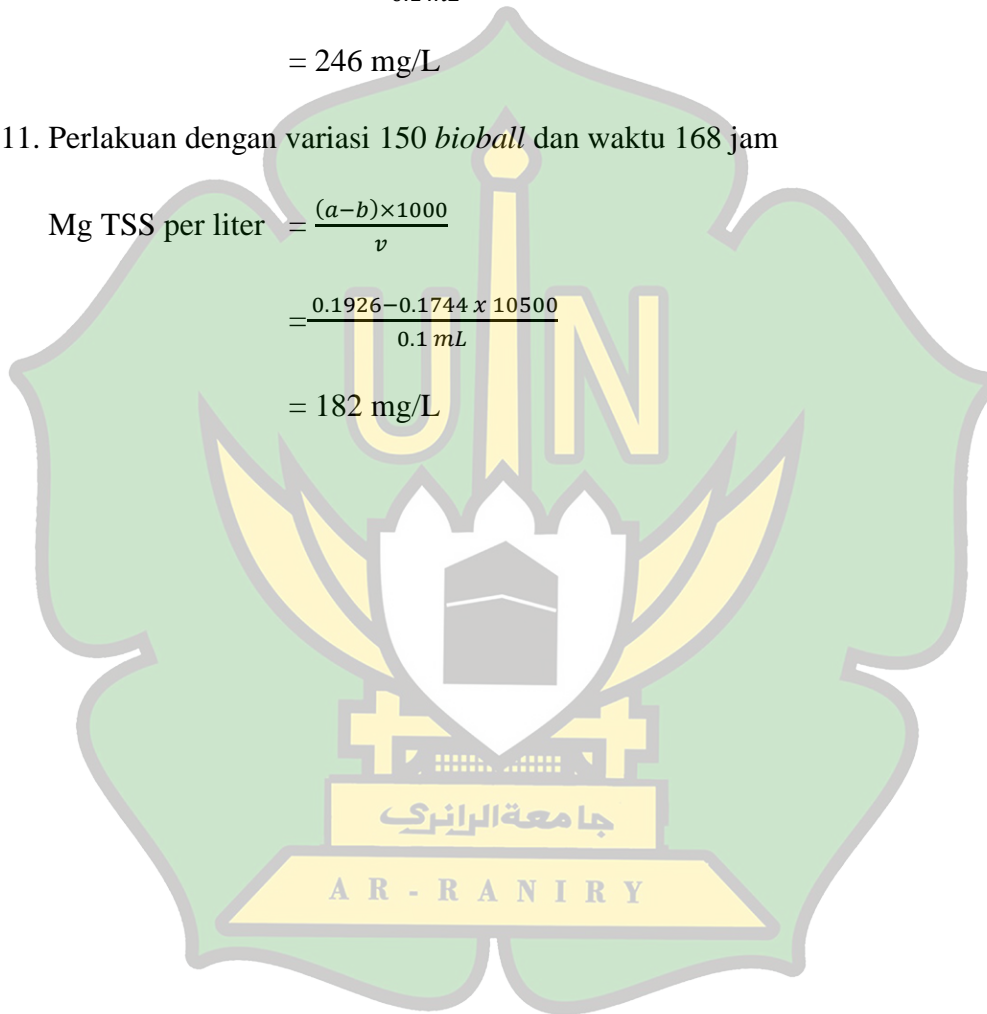 = 246 mg/L
11. Perlakuan dengan variasi 150 bioball dan waktu 168 jam
Mg TSS per liter = (a−b)×1000
v
= 0.1926−0.1744 x 10500
0.1 mL
= 182 mg/L
جامعةالرانري
AR-RANIRY
UIN